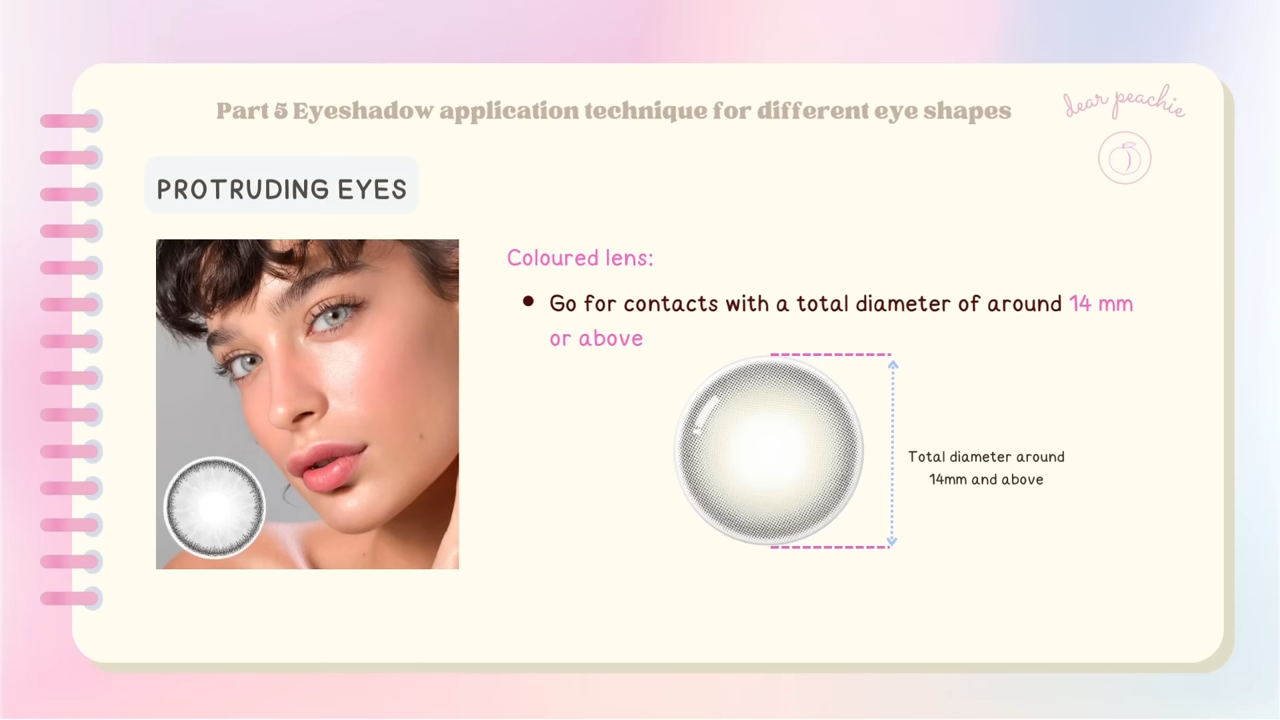 Part 5 Eyeshadow application technique for different eye shapes
dear peachie
PROTRUDING EYES
Coloured lens:
• Go for contacts with a total diameter of around 14 mm
or above
Total diameter around
14mm and above